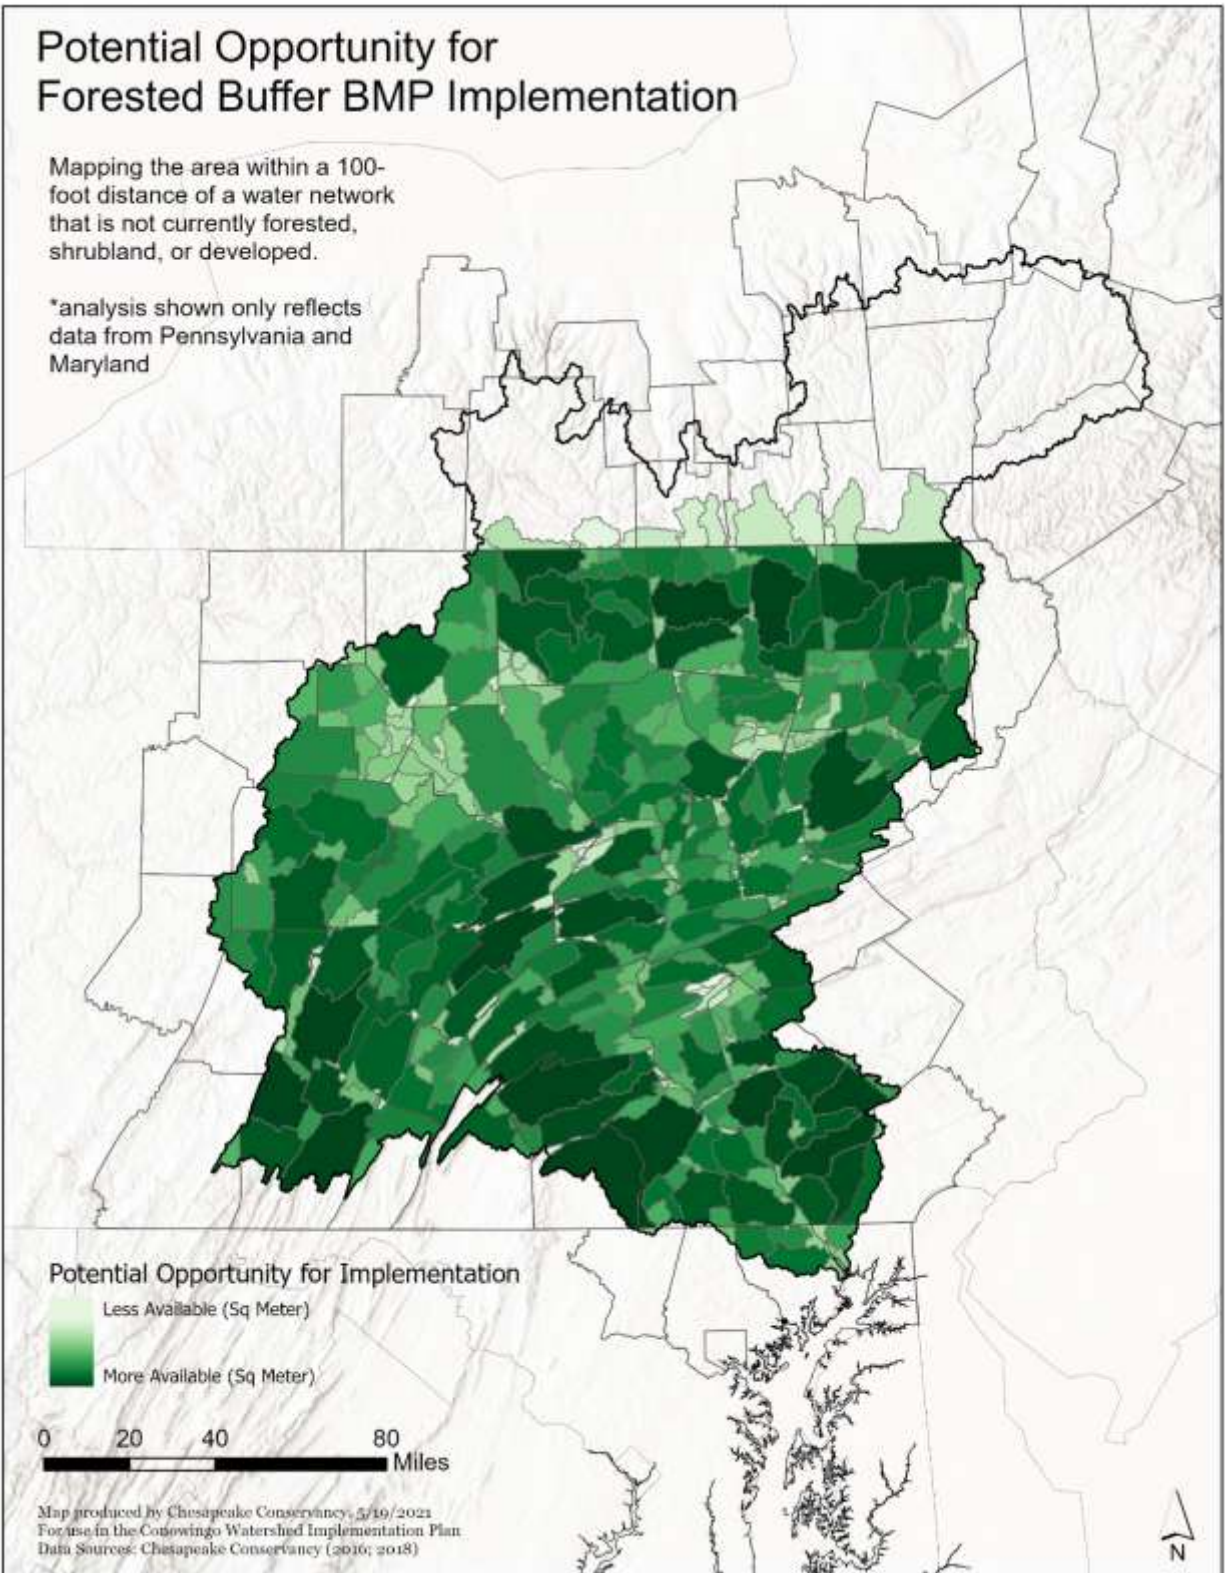 Potential Opportunity for
Forested Buffer BMP Implementation
Mapping the area within a 100-
foot distance of a water network
that is not currently forested,
shrubland, or developed.
*analysis shown only reflects
data from Pennsylvania and
Maryland
Potential Opportunity for Implementation
Less Available (Sq Meter)
More Available (Sq Meter)
0 20 40 80
Miles
Map produced by Chesapeake Conservancy, 5/19/2021
For use in the Conowingo Watershed Implementation Plan
Data Sources: Chesapeake Conservancy (2016; 2018)
N